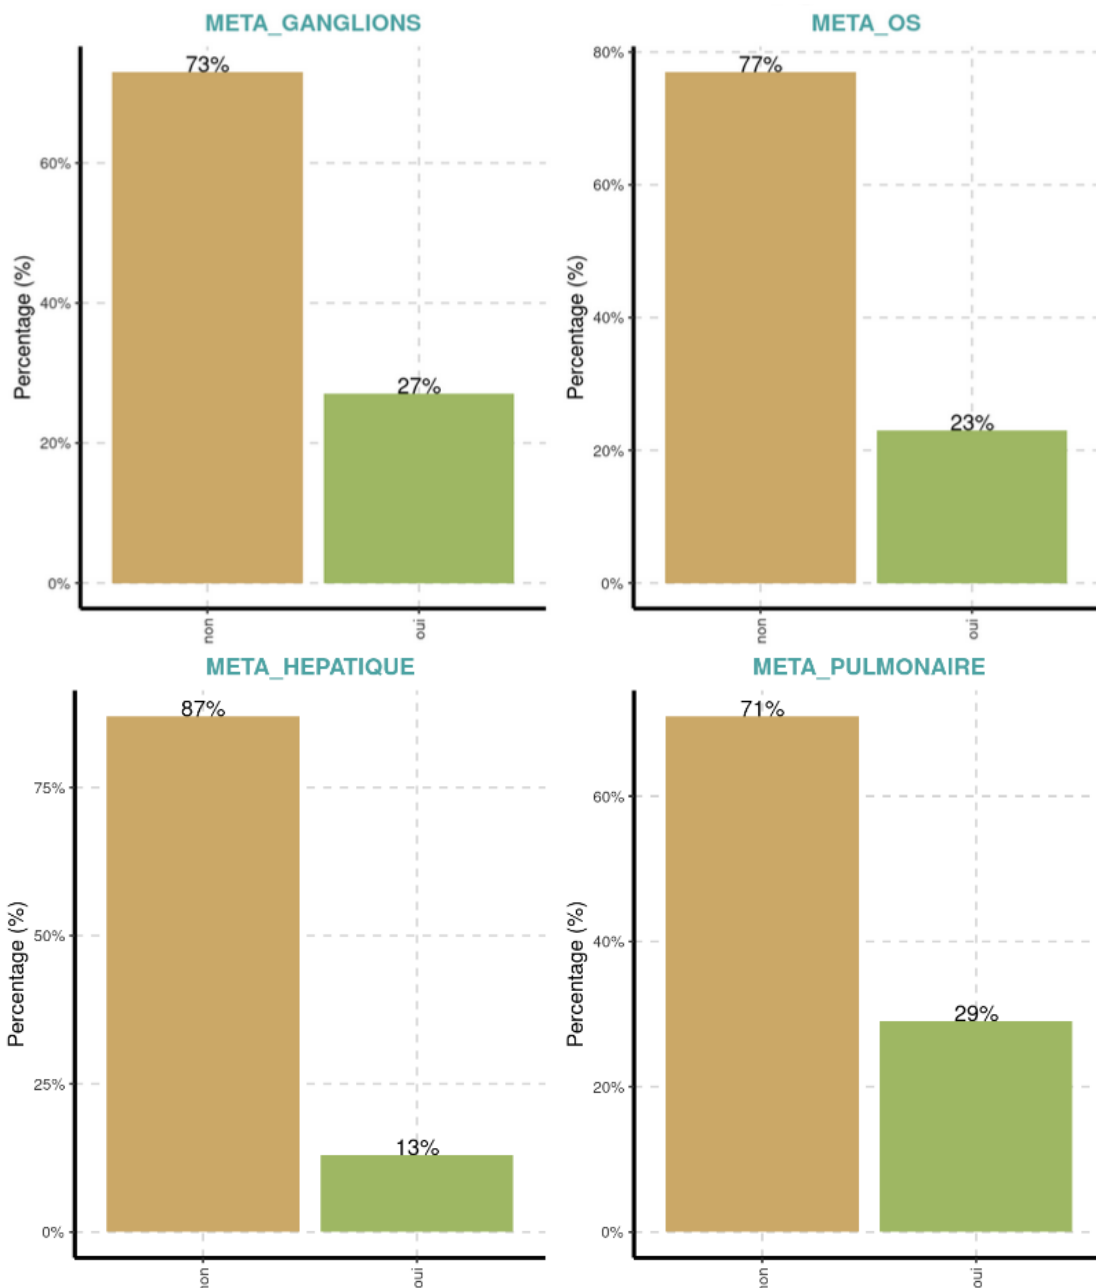 META_GANGLIONS
73%
60%
40%
27%
20%
0%
Percentage (%)
non
oui
META_OS
80%
77%
60%
40%
23%
20%
0%
Percentage (%)
non
oui
META_HEPATIQUE
87%
75%
50%
25%
13%
0%
Percentage (%)
non
oui
META_PULMONAIRE
71%
60%
40%
29%
20%
0%
Percentage (%)
non
oui